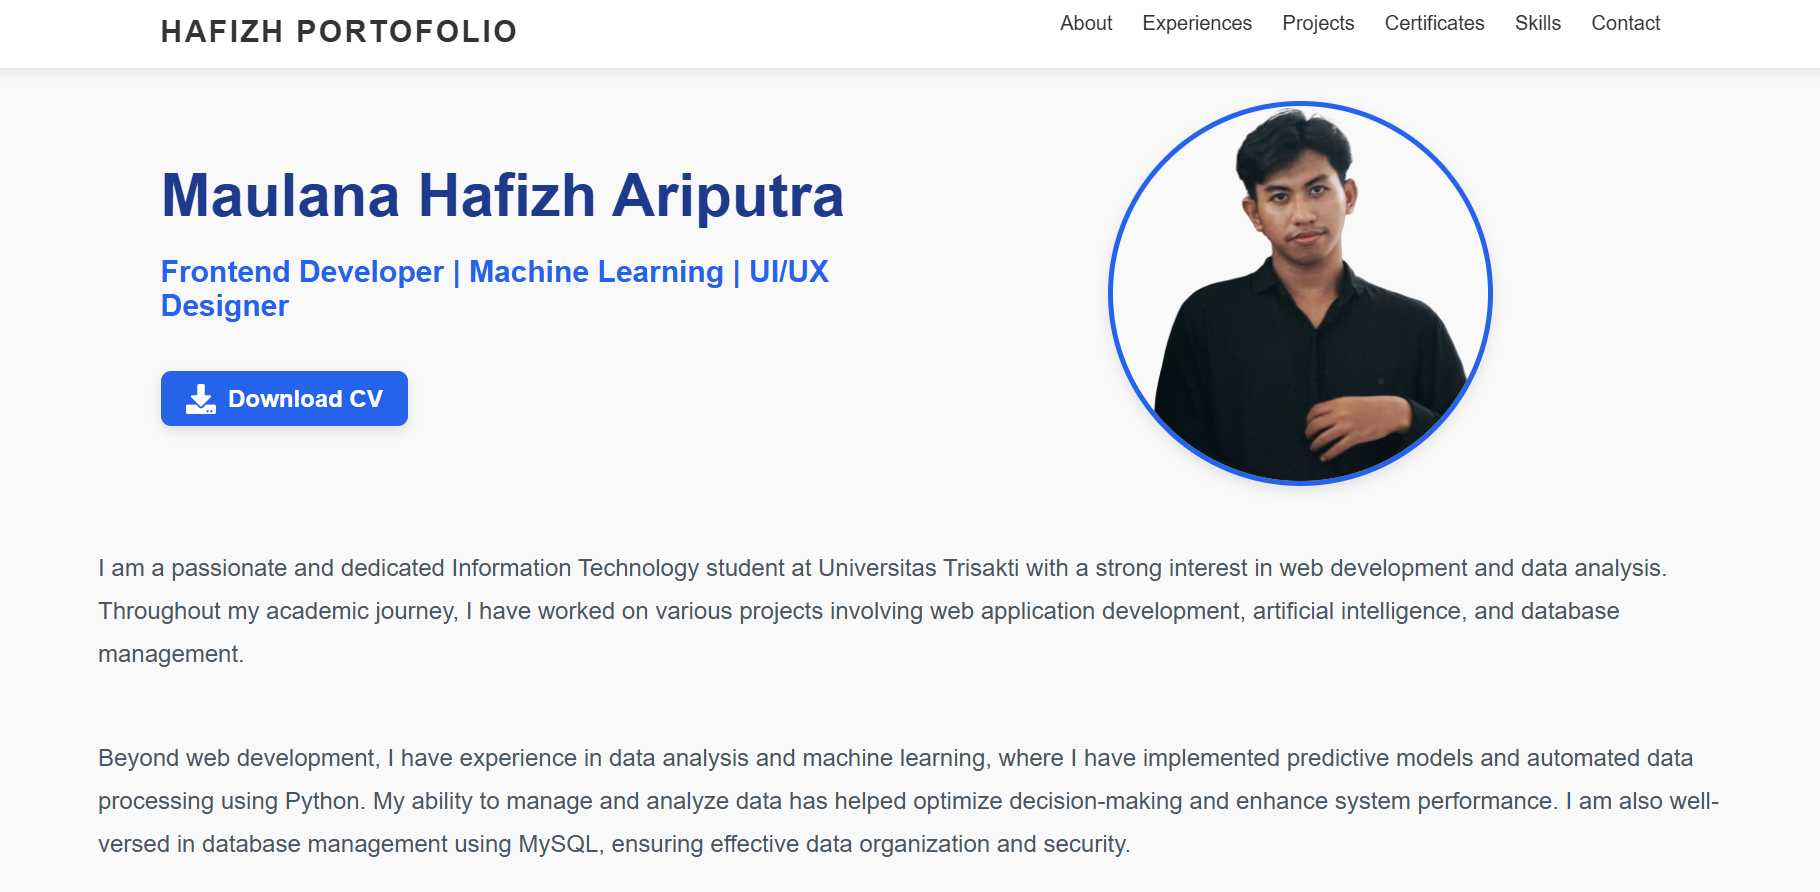 HAFIZH PORTOFOLIO
About Experiences Projects Certificates Skills Contact
Maulana Hafizh Ariputra
Frontend Developer | Machine Learning | UI/UX
Designer
Download CV
I am a passionate and dedicated Information Technology student at Universitas Trisakti with a strong interest in web development and data analysis.
Throughout my academic journey, I have worked on various projects involving web application development, artificial intelligence, and database
management.
Beyond web development, I have experience in data analysis and machine learning, where I have implemented predictive models and automated data
processing using Python. My ability to manage and analyze data has helped optimize decision-making and enhance system performance. I am also well-
versed in database management using MySQL, ensuring effective data organization and security.